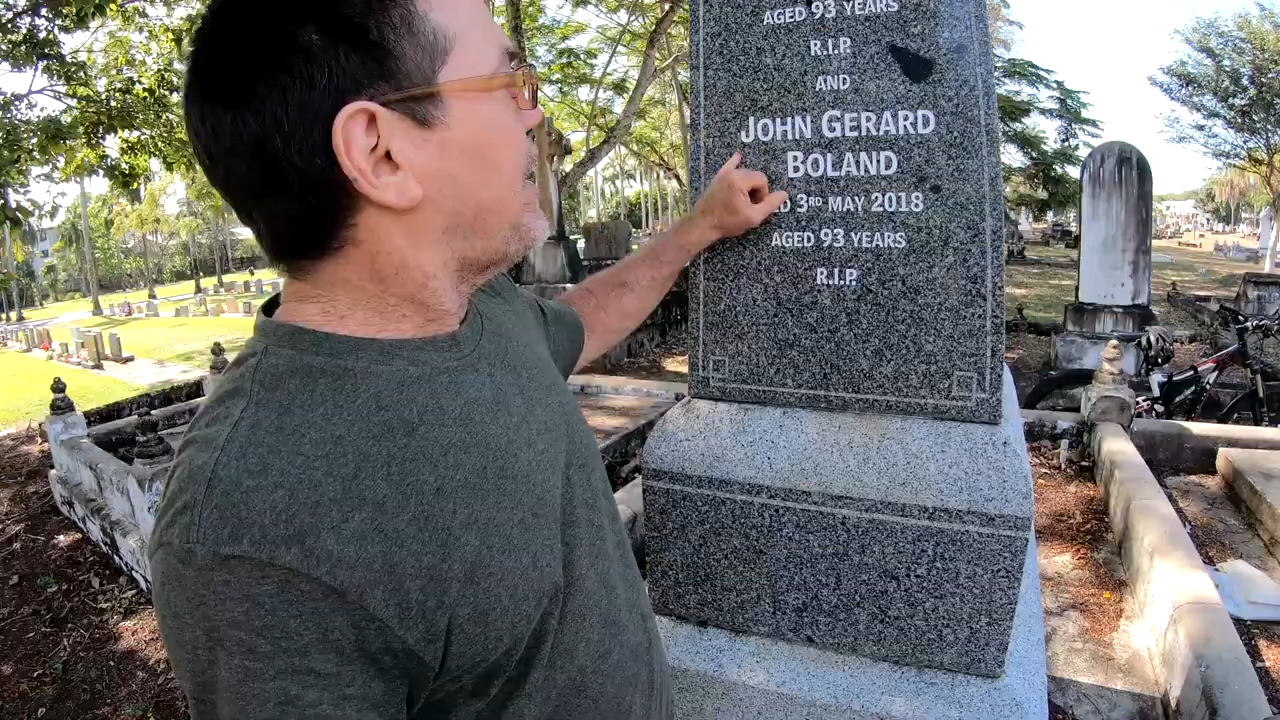 AGED 93 YEARS
R.I.P.
AND
JOHN GERARD
BOLAND
3RD MAY 2018
AGED 93 YEARS
R.I.P.